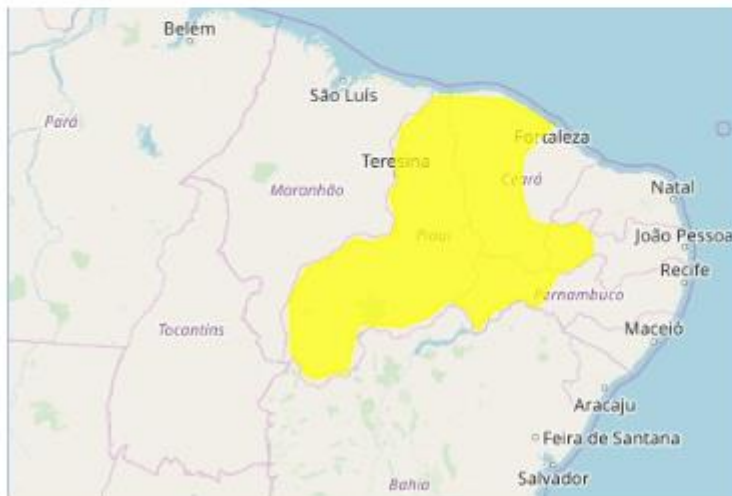 Belém
São Luís
Pará
Fortaleza
Teresina
Ceará
Maranhão
Natal
Piauí
João Pessoa
Recife
Pernambuco
Tocantins
Maceió
Aracaju
Feira de Santana
Salvador
Bahia